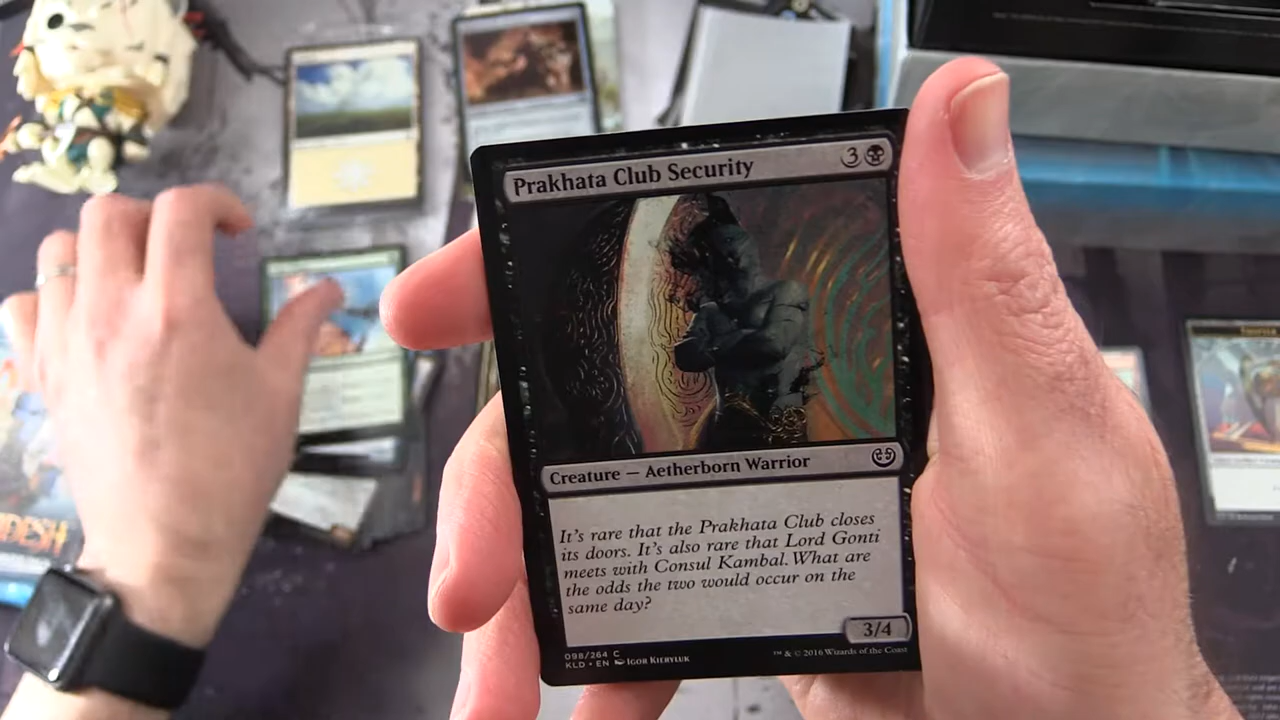 Prakhata Club Security
3
Creature — Aetherborn Warrior
It's rare that the Prakhata Club closes
its doors. It's also rare that Lord Gonti
meets with Consul Kambal. What are
the odds the two would occur on the
same day?
3/4
098/264 C
KLD • EN Igor Kieryluk
™ & © 2016 Wizards of the Coast